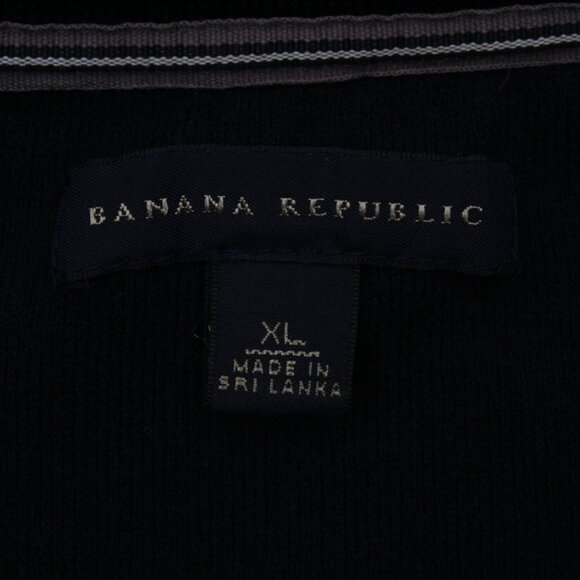 BANANA REPUBLIC
XL
MADE IN
SRI LANKA